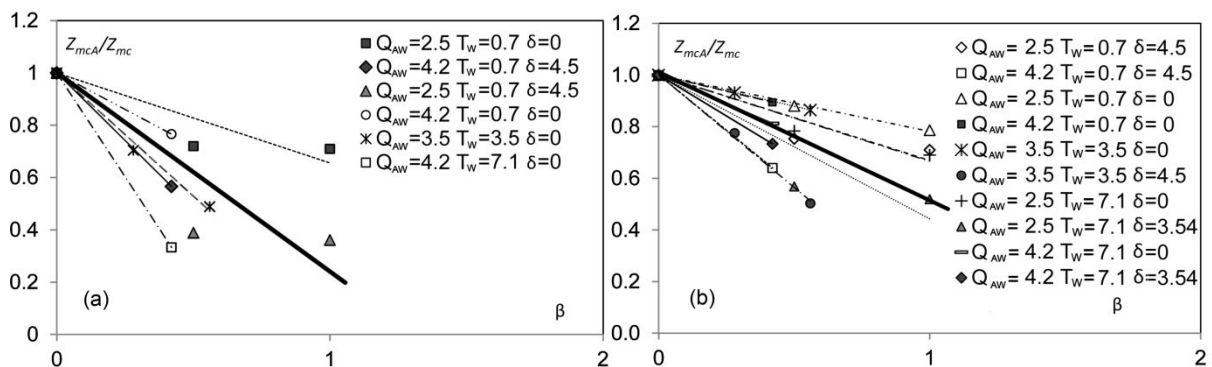 1.2
1
0.8
0.6
0.4
0.2
0
0
1
2
Z_mcA/Z_mc
Q_AW=2.5 T_W=0.7 δ=0
Q_AW=4.2 T_W=0.7 δ=4.5
Q_AW=2.5 T_W=0.7 δ=4.5
Q_AW=4.2 T_W=0.7 δ=0
Q_AW=3.5 T_W=3.5 δ=0
Q_AW=4.2 T_W=7.1 δ=0
(a)
β
1.2
1.0
0.8
0.6
0.4
0.2
0.0
0
1
2
Z_mcA/Z_mc
Q_AW= 2.5 T_W=0.7 δ=4.5
Q_AW= 4.2 T_W=0.7 δ= 4.5
Q_AW= 2.5 T_W=0.7 δ= 0
Q_AW= 4.2 T_W=0.7 δ= 0
Q_AW= 3.5 T_W=3.5 δ=0
Q_AW= 3.5 T_W=3.5 δ=4.5
Q_AW= 2.5 T_W=7.1 δ=0
Q_AW= 2.5 T_W=7.1 δ=3.54
Q_AW= 4.2 T_W=7.1 δ=0
Q_AW= 4.2 T_W=7.1 δ=3.54
(b)
β